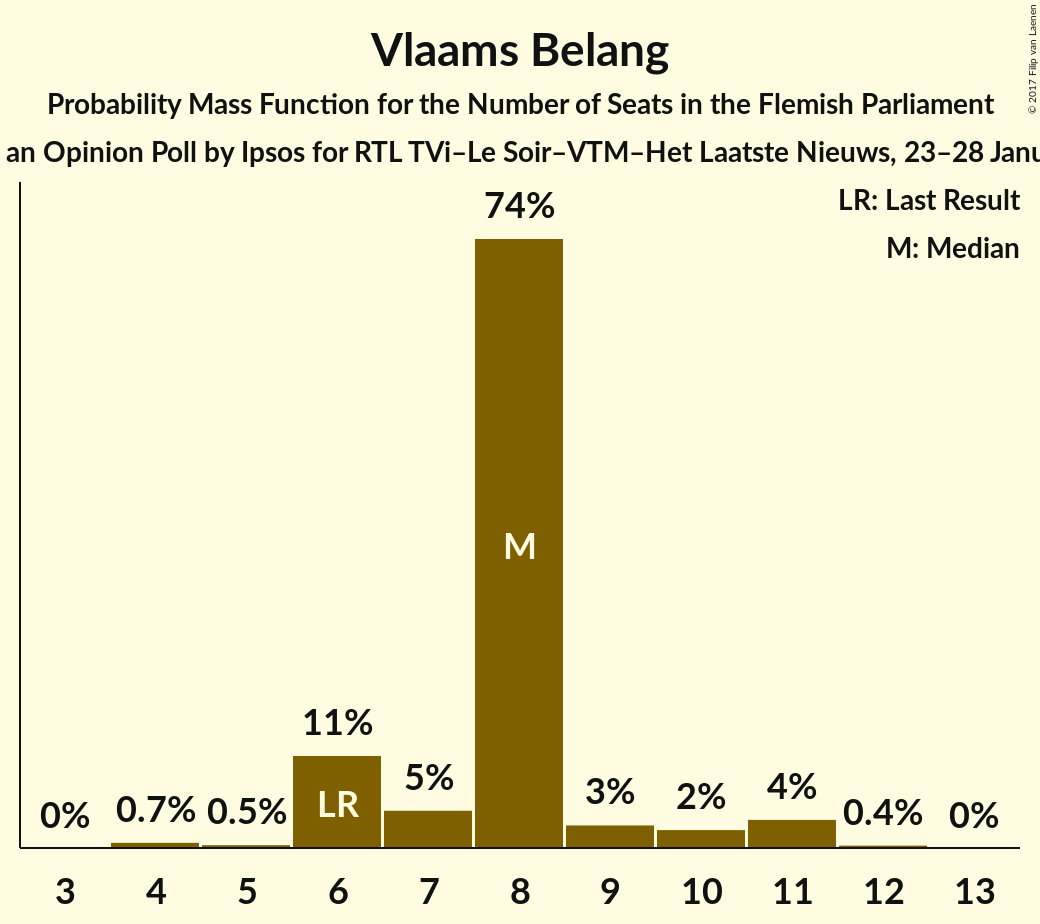 Vlaams Belang
Probability Mass Function for the Number of Seats in the Flemish Parliament
an Opinion Poll by Ipsos for RTL TVi–Le Soir–VTM–Het Laatste Nieuws, 23–28 Janu
© 2017 Filip van Laenen
LR: Last Result
M: Median
74%
M
11%
LR
5%
3%
2%
4%
0%
0.7%
0.5%
0.4%
0%
3 4 5 6 7 8 9 10 11 12 13